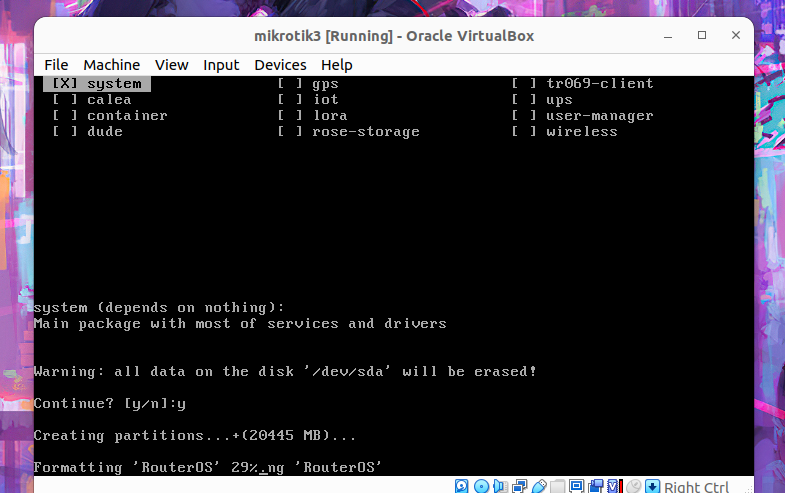 mikrotik3 [Running] - Oracle VirtualBox
File Machine View Input Devices Help
[X] system [ ] gps [ ] tr069-client
[ ] calea [ ] iot [ ] ups
[ ] container [ ] lora [ ] user-manager
[ ] dude [ ] rose-storage [ ] wireless
system (depends on nothing):
Main package with most of services and drivers
Warning: all data on the disk '/dev/sda' will be erased!
Continue? [y/n]:y
Creating partitions...+(20445 MB)...
Formatting 'RouterOS' 29%.ng 'RouterOS'
Right Ctrl